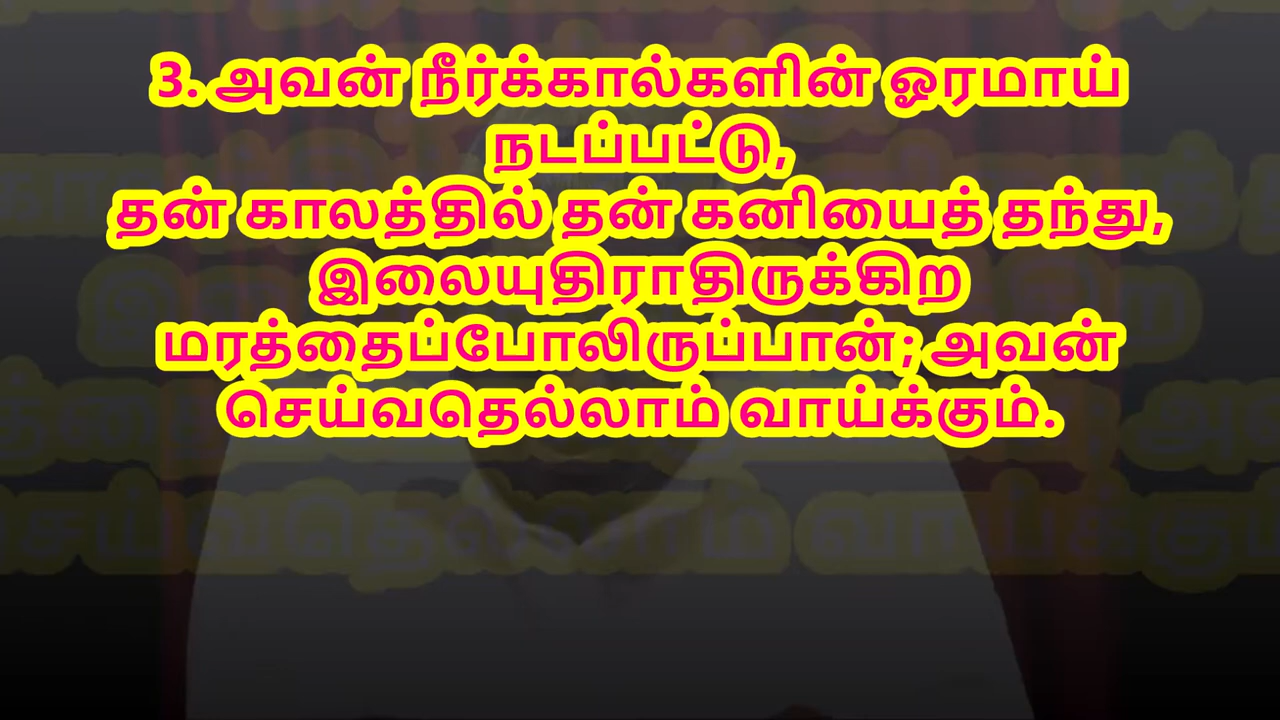 3. அவன் நீர்க்கால்களின் ஓரமாய்
நடப்பட்டு,
தன் காலத்தில் தன் கனியைத் தந்து,
இலையுதிராதிருக்கிற
மரத்தைப்போலிருப்பான்; அவன்
செய்வதெல்லாம் வாய்க்கும்.